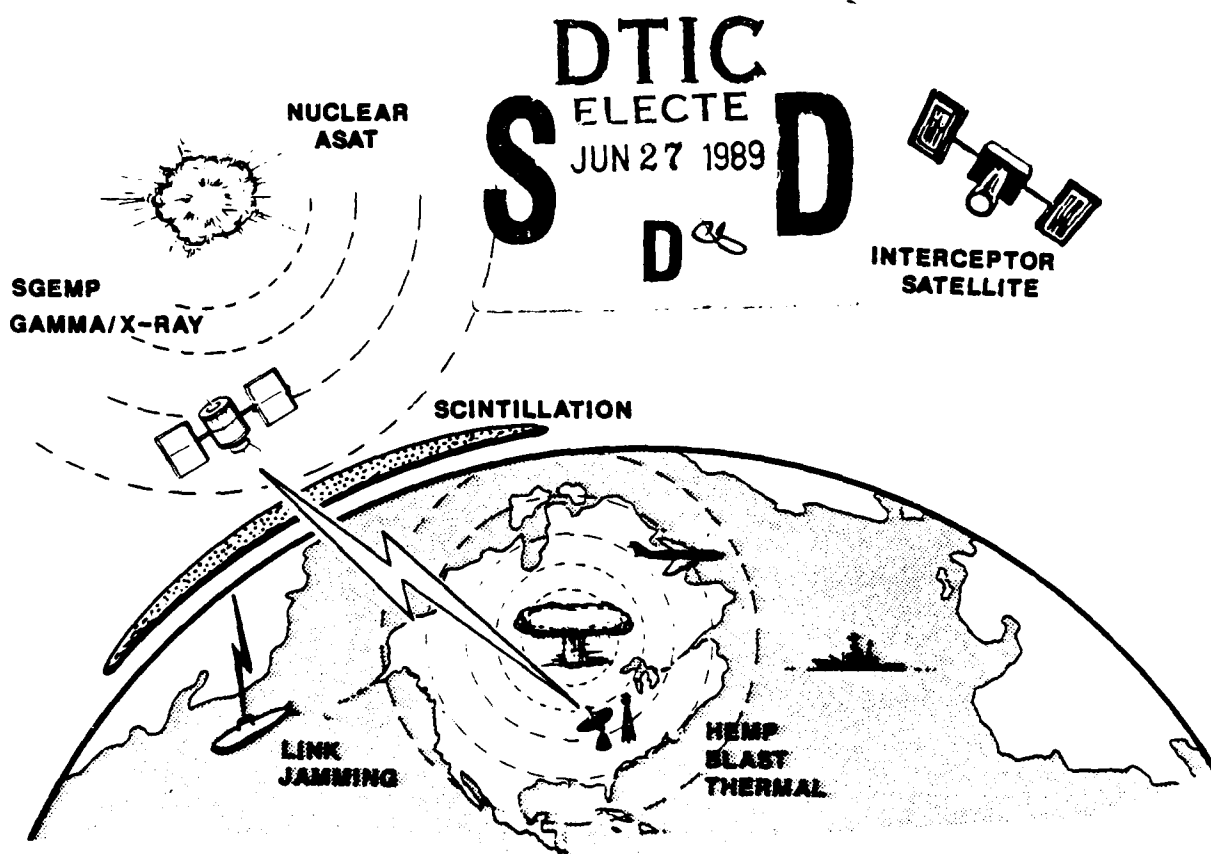 DTIC
ELECTE
JUN 27 1989
S D
D
NUCLEAR
ASAT
INTERCEPTOR
SATELLITE
SGEMP
GAMMA/X-RAY
SCINTILLATION
LINK
JAMMING
HEMP
BLAST
THERMAL